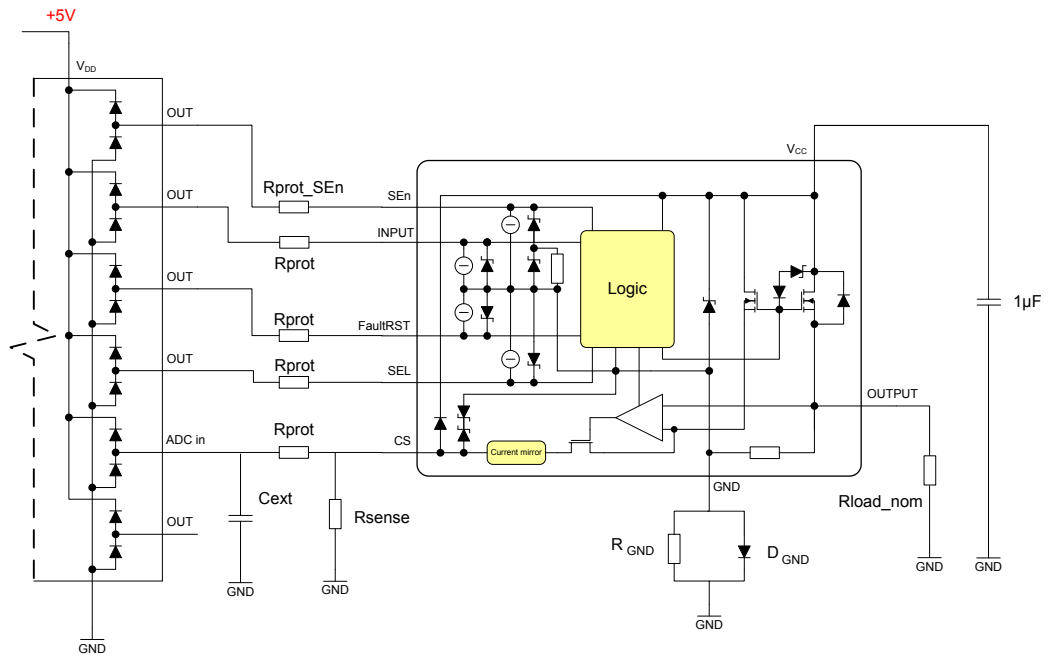 +5V
VDD
OUT
VCC
Rprot_SEn
SEn
OUT
INPUT
Rprot
Logic
OUT
1µF
Rprot
FaultRST
OUT
SEL
Rprot
OUTPUT
ADC in
Rprot
CS
Current mirror
GND
Cext
Rsense
Rload_nom
OUT
R GND
D GND
GND
GND
GND
GND
GND
GND